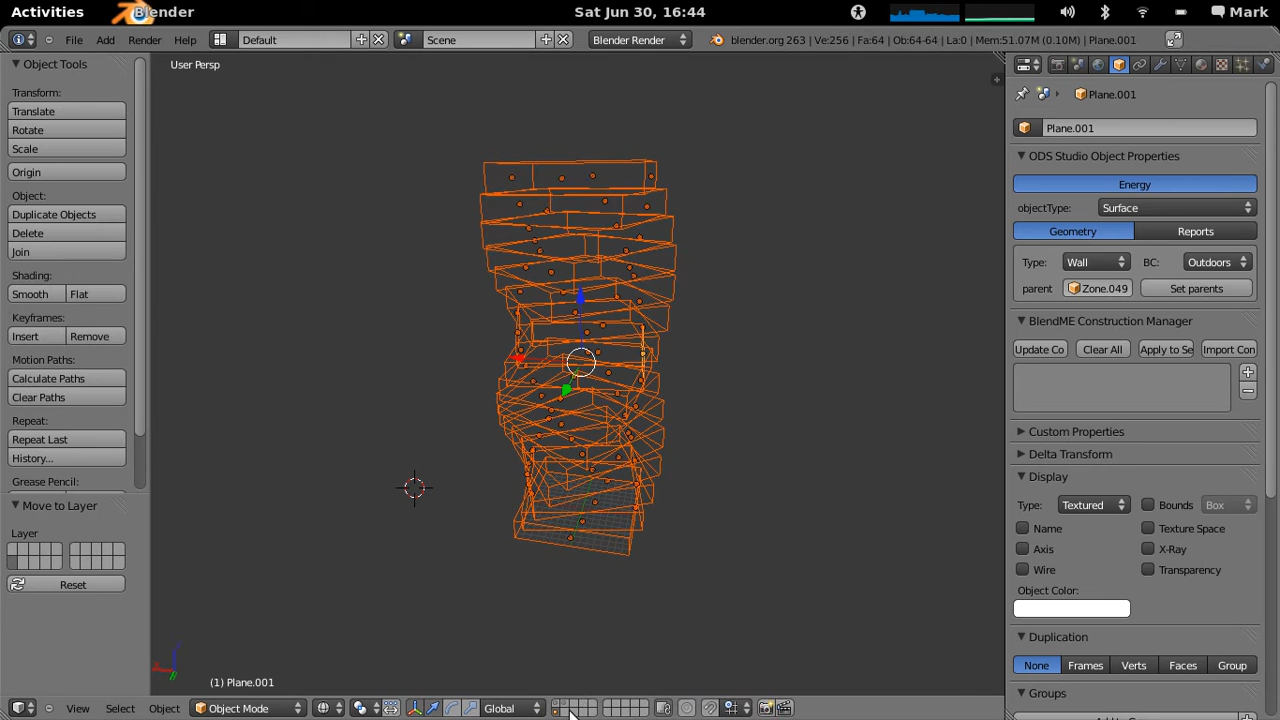 Activities Blender Sat Jun 30, 16:44 Mark
File Add Render Help Default Scene Blender Render blender.org 263 | Ve:256 | Fa:64 | Ob:64-64 | La:0 | Mem:51.07M (0.10M) | Plane.001
Object Tools
Transform:
Translate
Rotate
Scale
Origin
Object:
Duplicate Objects
Delete
Join
Shading:
Smooth Flat
Keyframes:
Insert Remove
Motion Paths:
Calculate Paths
Clear Paths
Repeat:
Repeat Last
History...
Grease Pencil:
Move to Layer
Layer
Reset
User Persp
(1) Plane.001
View Select Object Object Mode Global
Plane.001
Plane.001
ODS Studio Object Properties
Energy
objectType: Surface
Geometry Reports
Type: Wall BC: Outdoors
parent Zone.049 Set parents
BlendME Construction Manager
Update Co Clear All Apply to Se Import Con
Custom Properties
Delta Transform
Display
Type: Textured Bounds Box
Name Texture Space
Axis X-Ray
Wire Transparency
Object Color:
Duplication
None Frames Verts Faces Group
Groups